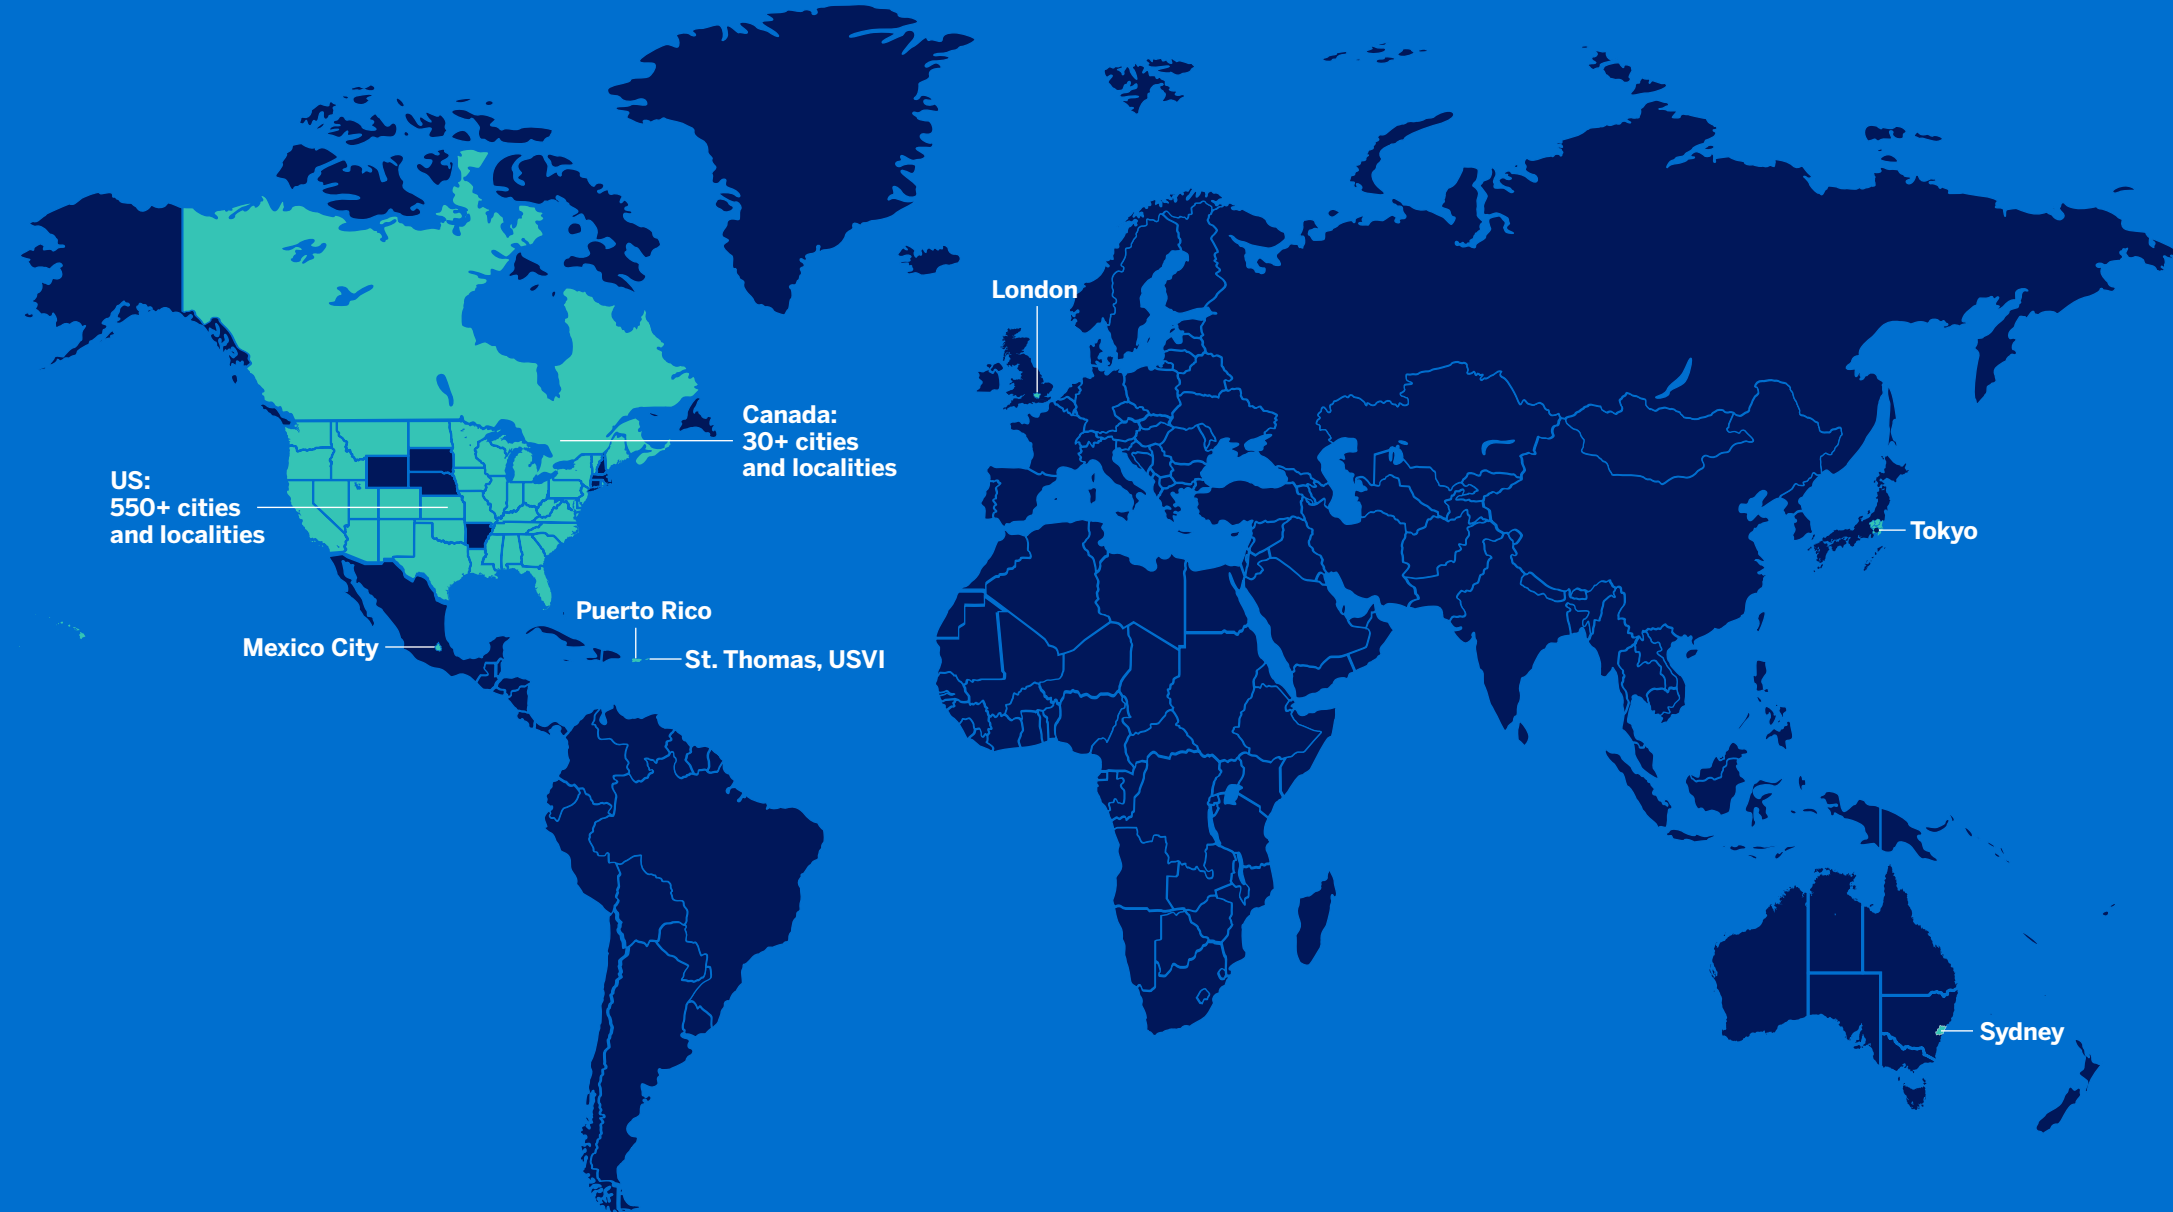 London
Canada:
30+ cities
and localities
US:
550+ cities
and localities
Tokyo
Puerto Rico
Mexico City
St. Thomas, USVI
Sydney